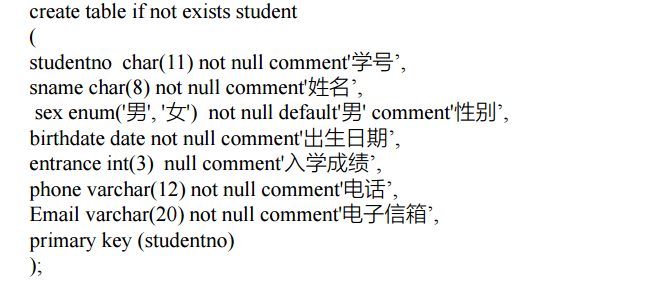 create table if not exists student
(
studentno  char(11) not null comment'学号’,
sname char(8) not null comment'姓名’,
 sex enum('男', '女')  not null default'男' comment'性别’,
birthdate date not null comment'出生日期’,
entrance int(3)  null comment'入学成绩’,
phone varchar(12) not null comment'电话’,
Email varchar(20) not null comment'电子信箱’,
primary key (studentno)
);